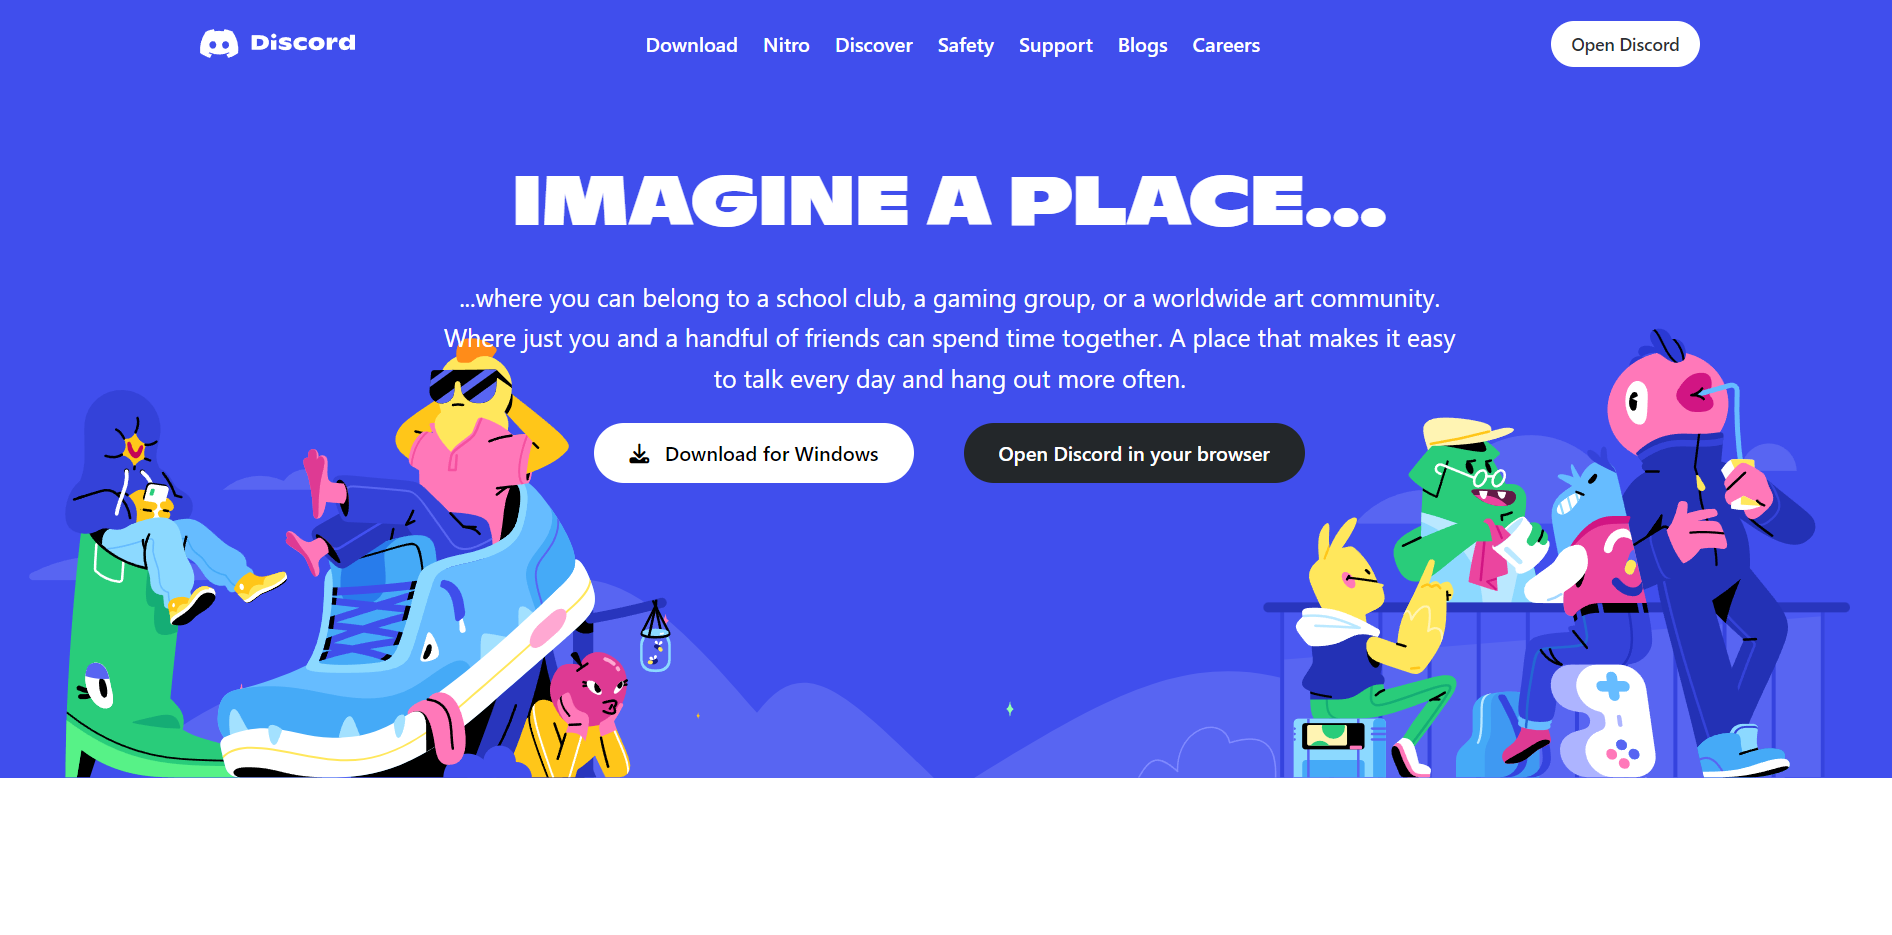 Discord
Download Nitro Discover Safety Support Blogs Careers
Open Discord
IMAGINE A PLACE...
...where you can belong to a school club, a gaming group, or a worldwide art community.
Where just you and a handful of friends can spend time together. A place that makes it easy
to talk every day and hang out more often.
Download for Windows
Open Discord in your browser